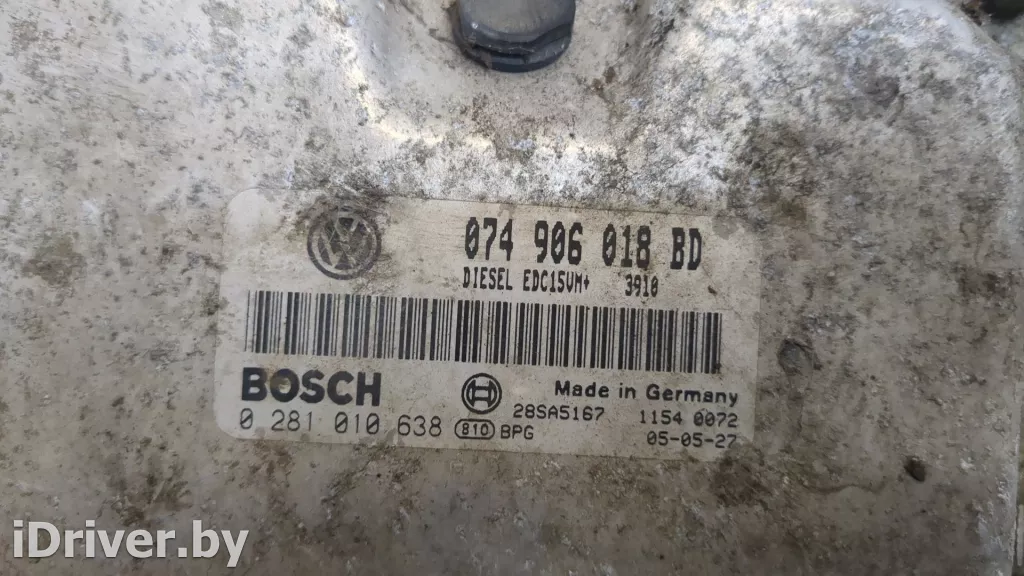 074 906 018 BD
DIESEL EDC15VM+ 3910
BOSCH
Made in Germany
0 281 010 638 810 BPG 28SA5167 1154 0072
05-05-27
iDriver.by